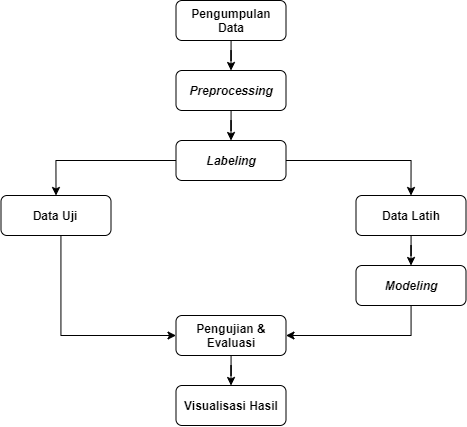 Pengumpulan
Data
Preprocessing
Labeling
Data Uji
Data Latih
Modeling
Pengujian &
Evaluasi
Visualisasi Hasil